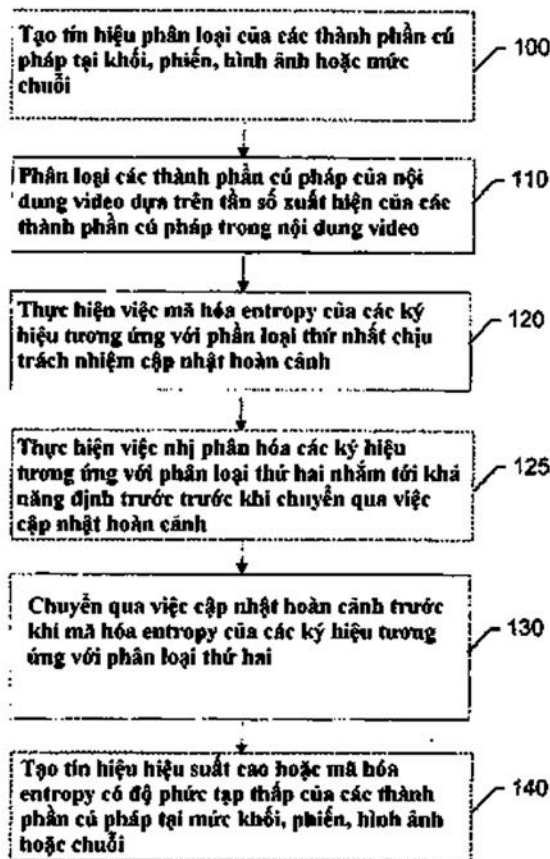 Tạo tín hiệu phân loại của các thành phần cú
pháp tại khối, phiến, hình ảnh hoặc mức
chuỗi
100
Phân loại các thành phần cú pháp của nội
dung video dựa trên tần số xuất hiện của các
thành phần cú pháp trong nội dung video
110
Thực hiện việc mã hóa entropy của các ký
hiệu tương ứng với phân loại thứ nhất chịu
trách nhiệm cập nhật hoàn cảnh
120
Thực hiện việc nhị phân hóa các ký hiệu
tương ứng với phân loại thứ hai nhắm tới khả
năng định trước trước khi chuyển qua việc
cập nhật hoàn cảnh
125
Chuyển qua việc cập nhật hoàn cảnh trước
khi mã hóa entropy của các ký hiệu tương
ứng với phân loại thứ hai
130
Tạo tín hiệu hiệu suất cao hoặc mã hóa
entropy có độ phức tạp thấp của các thành
phần cú pháp tại mức khối, phiến, hình ảnh
hoặc chuỗi
140